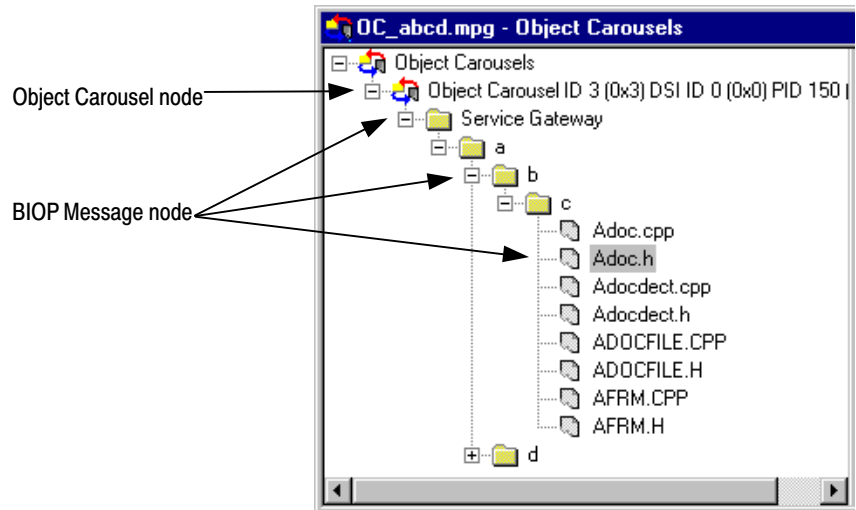 OC_abcd.mpg - Object Carousels
Object Carousels
Object Carousel node
Object Carousel ID 3 (0x3) DSI ID 0 (0x0) PID 150 (
Service Gateway
a
b
BIOP Message node
c
Adoc.cpp
Adoc.h
Adocdect.cpp
Adocdect.h
ADOCFILE.CPP
ADOCFILE.H
AFRM.CPP
AFRM.H
d